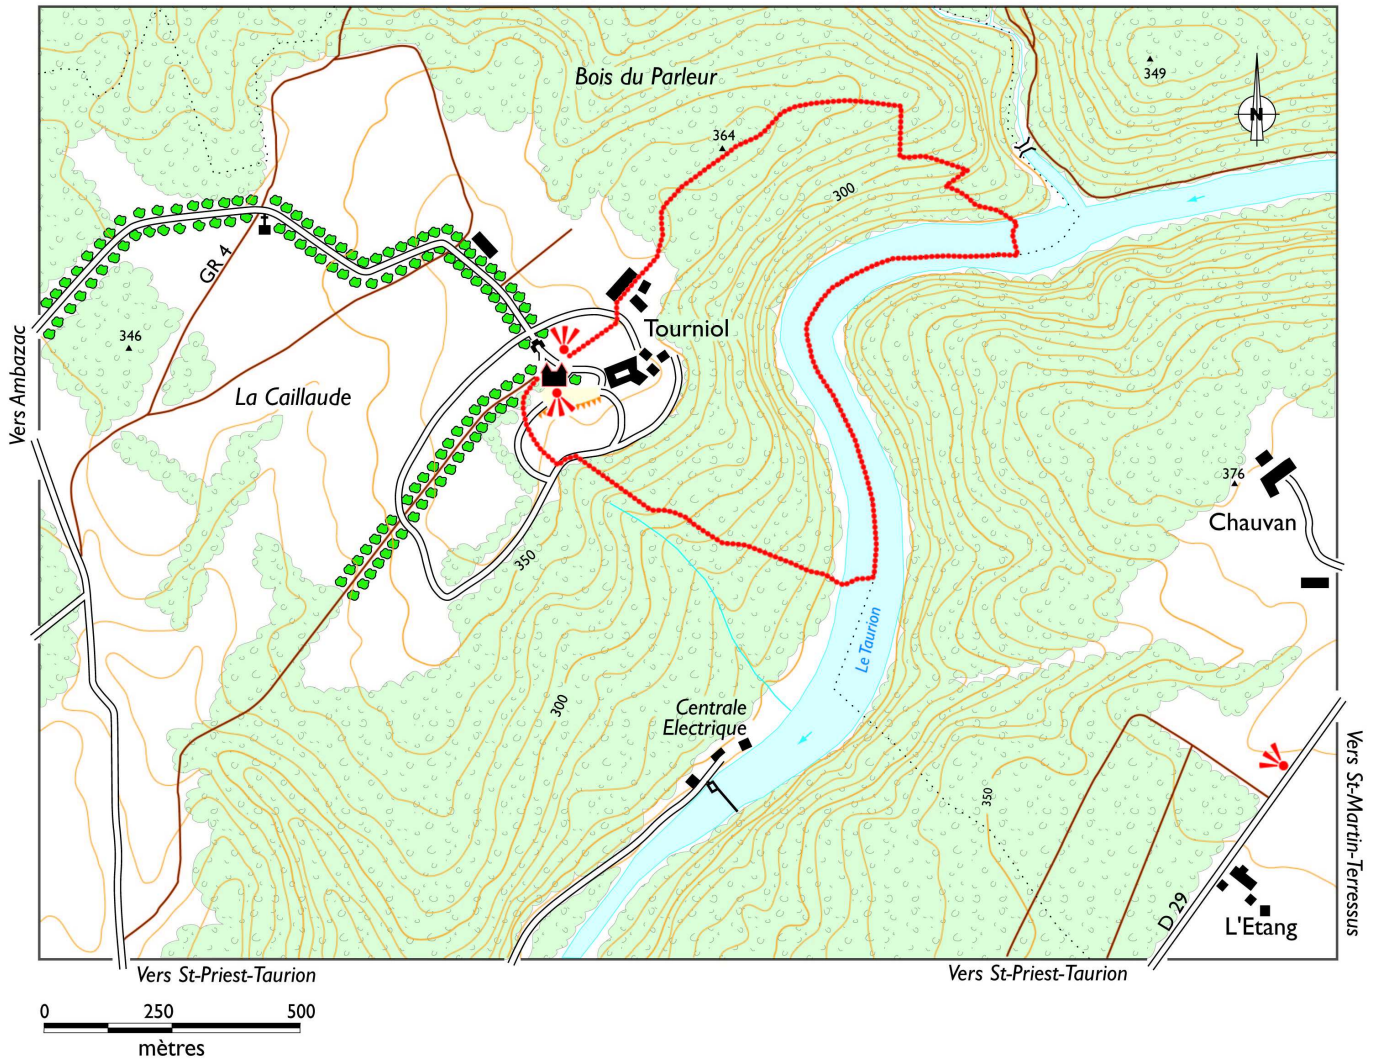 Bois du Parleur
349
N
364
300
GR 4
Tourniol
346
La Caillaude
Vers Ambazac
376
Chauvan
350
Le Taurion
300
Centrale
Electrique
350
Vers St-Martin-Terressus
D 29
L'Etang
Vers St-Priest-Taurion
Vers St-Priest-Taurion
0 250 500
mètres